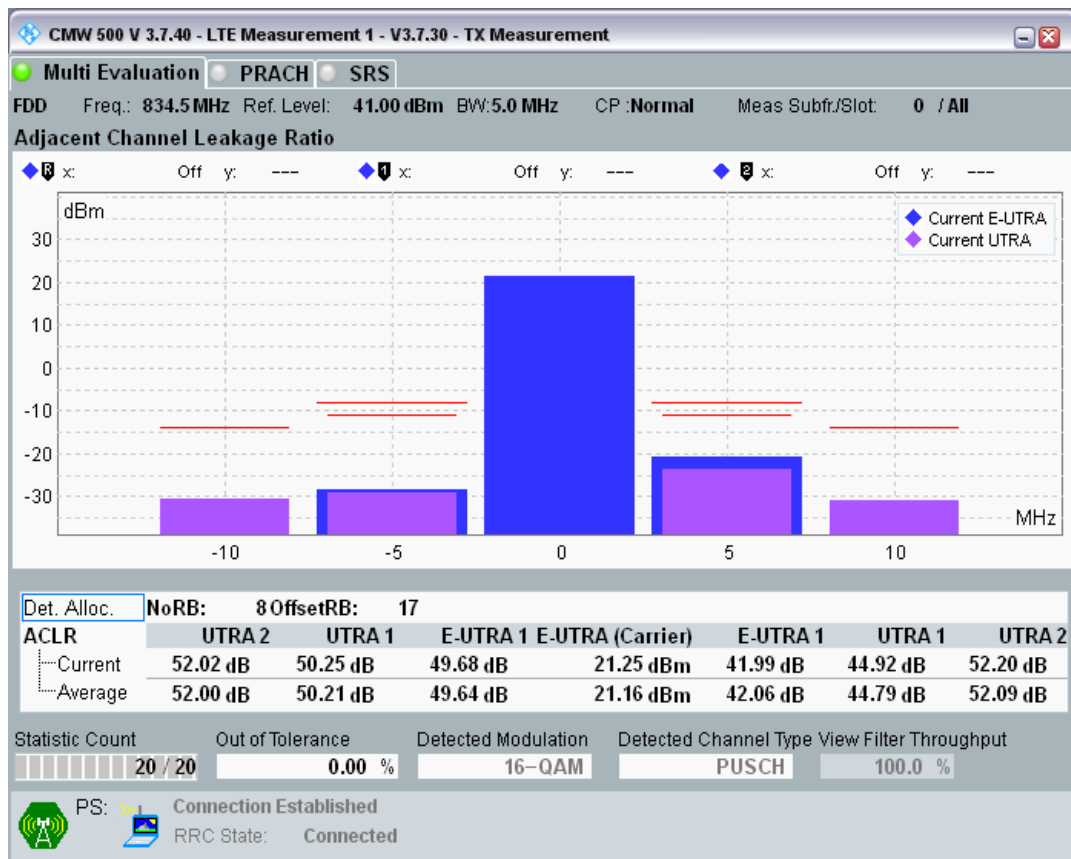 CMW 500 V 3.7.40 - LTE Measurement 1 - V3.7.30 - TX Measurement
Multi Evaluation PRACH SRS
FDD Freq.: 834.5 MHz Ref. Level: 41.00 dBm BW:5.0 MHz CP :Normal Meas Subfr./Slot: 0 / All
Adjacent Channel Leakage Ratio
R x: Off y: --- 1 x: Off y: --- 2 x: Off y: ---
dBm
Current E-UTRA
Current UTRA
30
20
10
0
-10
-20
-30
MHz
-10 -5 0 5 10
Det. Alloc. NoRB: 8 OffsetRB: 17
ACLR UTRA 2 UTRA 1 E-UTRA 1 E-UTRA (Carrier) E-UTRA 1 UTRA 1 UTRA 2
Current 52.02 dB 50.25 dB 49.68 dB 21.25 dBm 41.99 dB 44.92 dB 52.20 dB
Average 52.00 dB 50.21 dB 49.64 dB 21.16 dBm 42.06 dB 44.79 dB 52.09 dB
Statistic Count Out of Tolerance Detected Modulation Detected Channel Type View Filter Throughput
20 / 20 0.00 % 16-QAM PUSCH 100.0 %
PS: Connection Established
RRC State: Connected